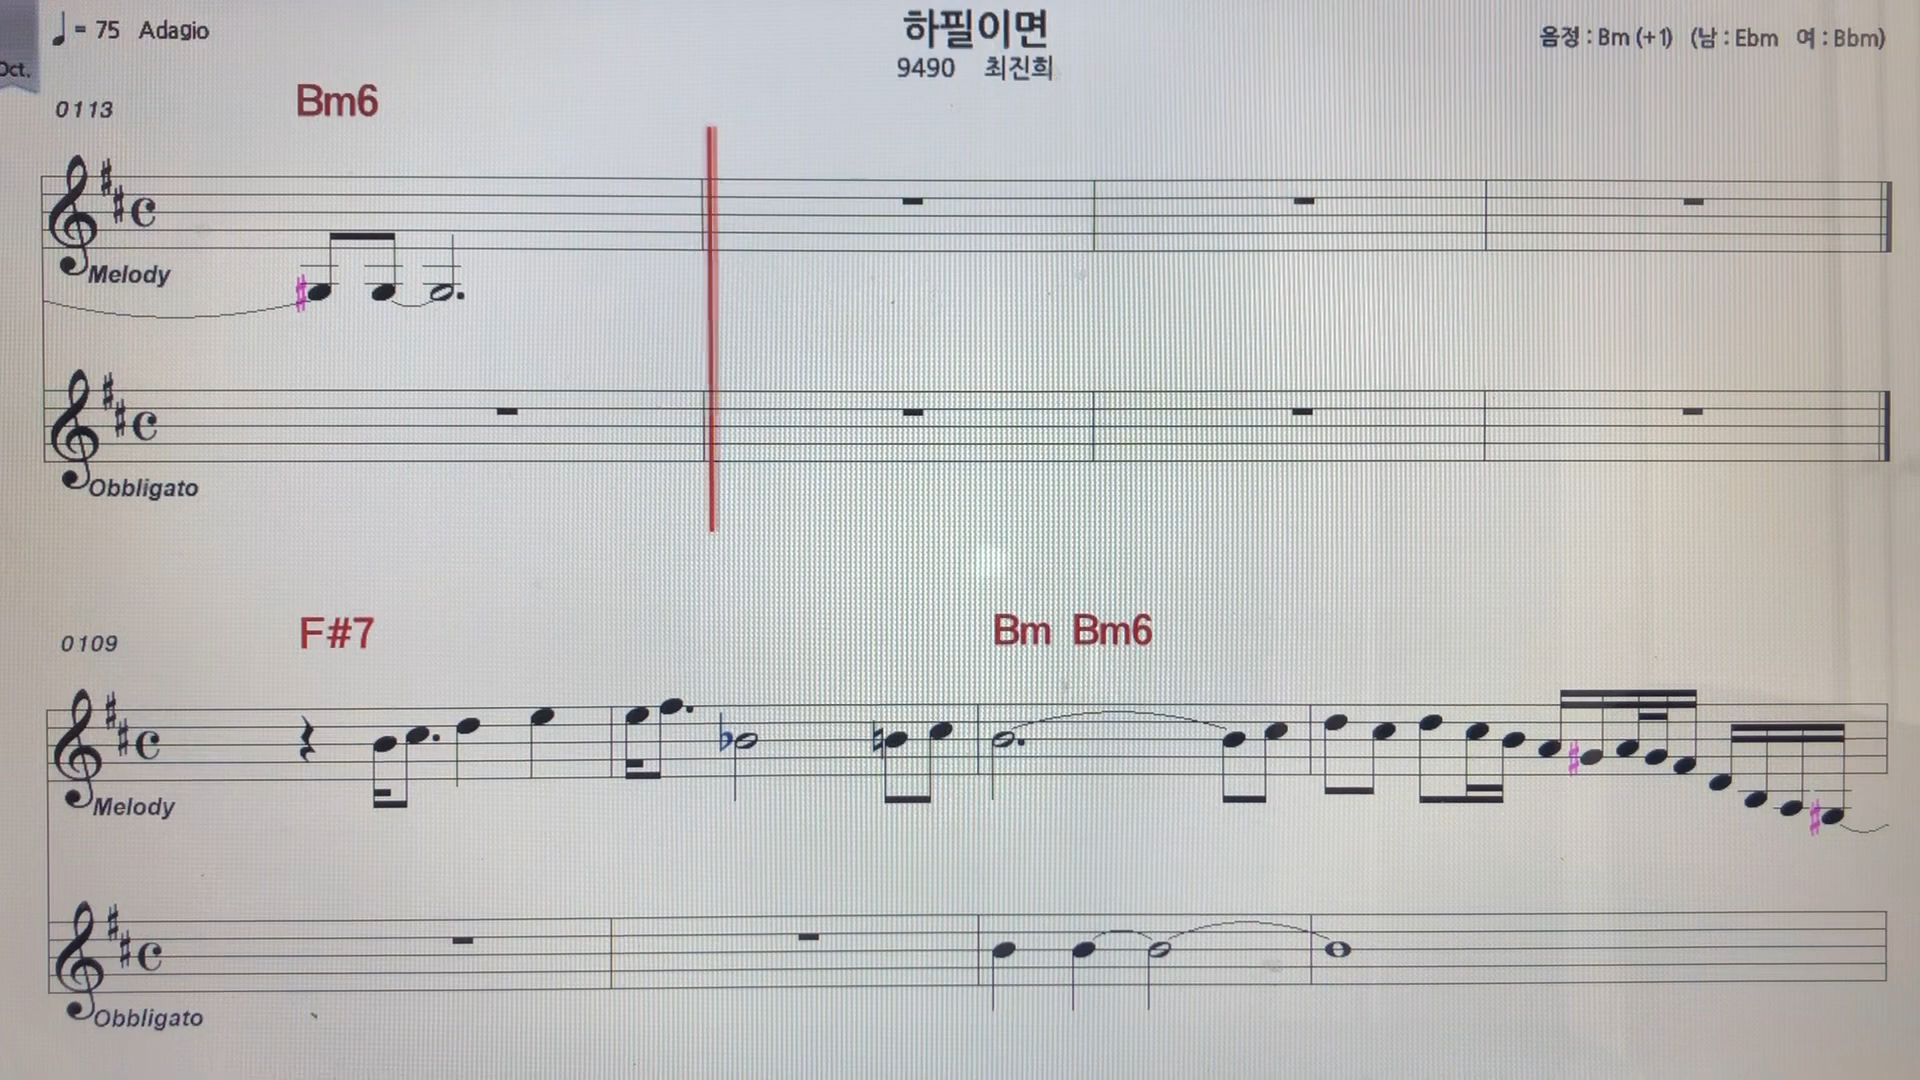 ♩= 75 Adagio
하필이면
음정 : Bm (+1) (남 : Ebm 여 : Bbm)
Oct.
9490 최진희
0113
Bm6
Melody
Obbligato
0109
F#7
Bm Bm6
Melody
Obbligato